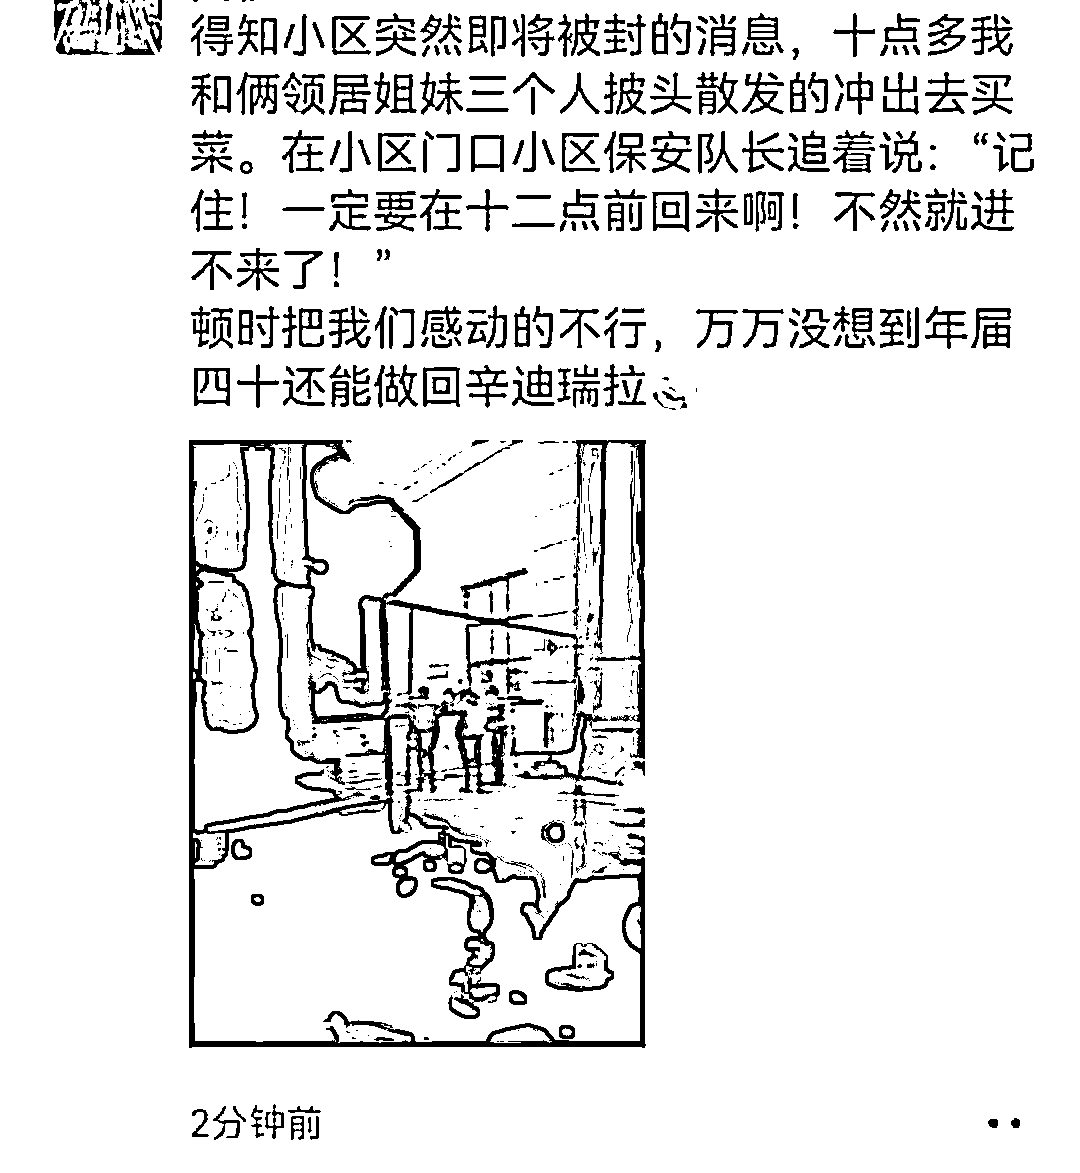 得知小区突然即将被封的消息，十点多我
和俩领居姐妹三个人披头散发的冲出去买
菜。在小区门口小区保安队长追着说：“记
住！一定要在十二点前回来啊！不然就进
不来了！”
顿时把我们感动的不行，万万没想到年届
四十还能做回辛迪瑞拉
2分钟前